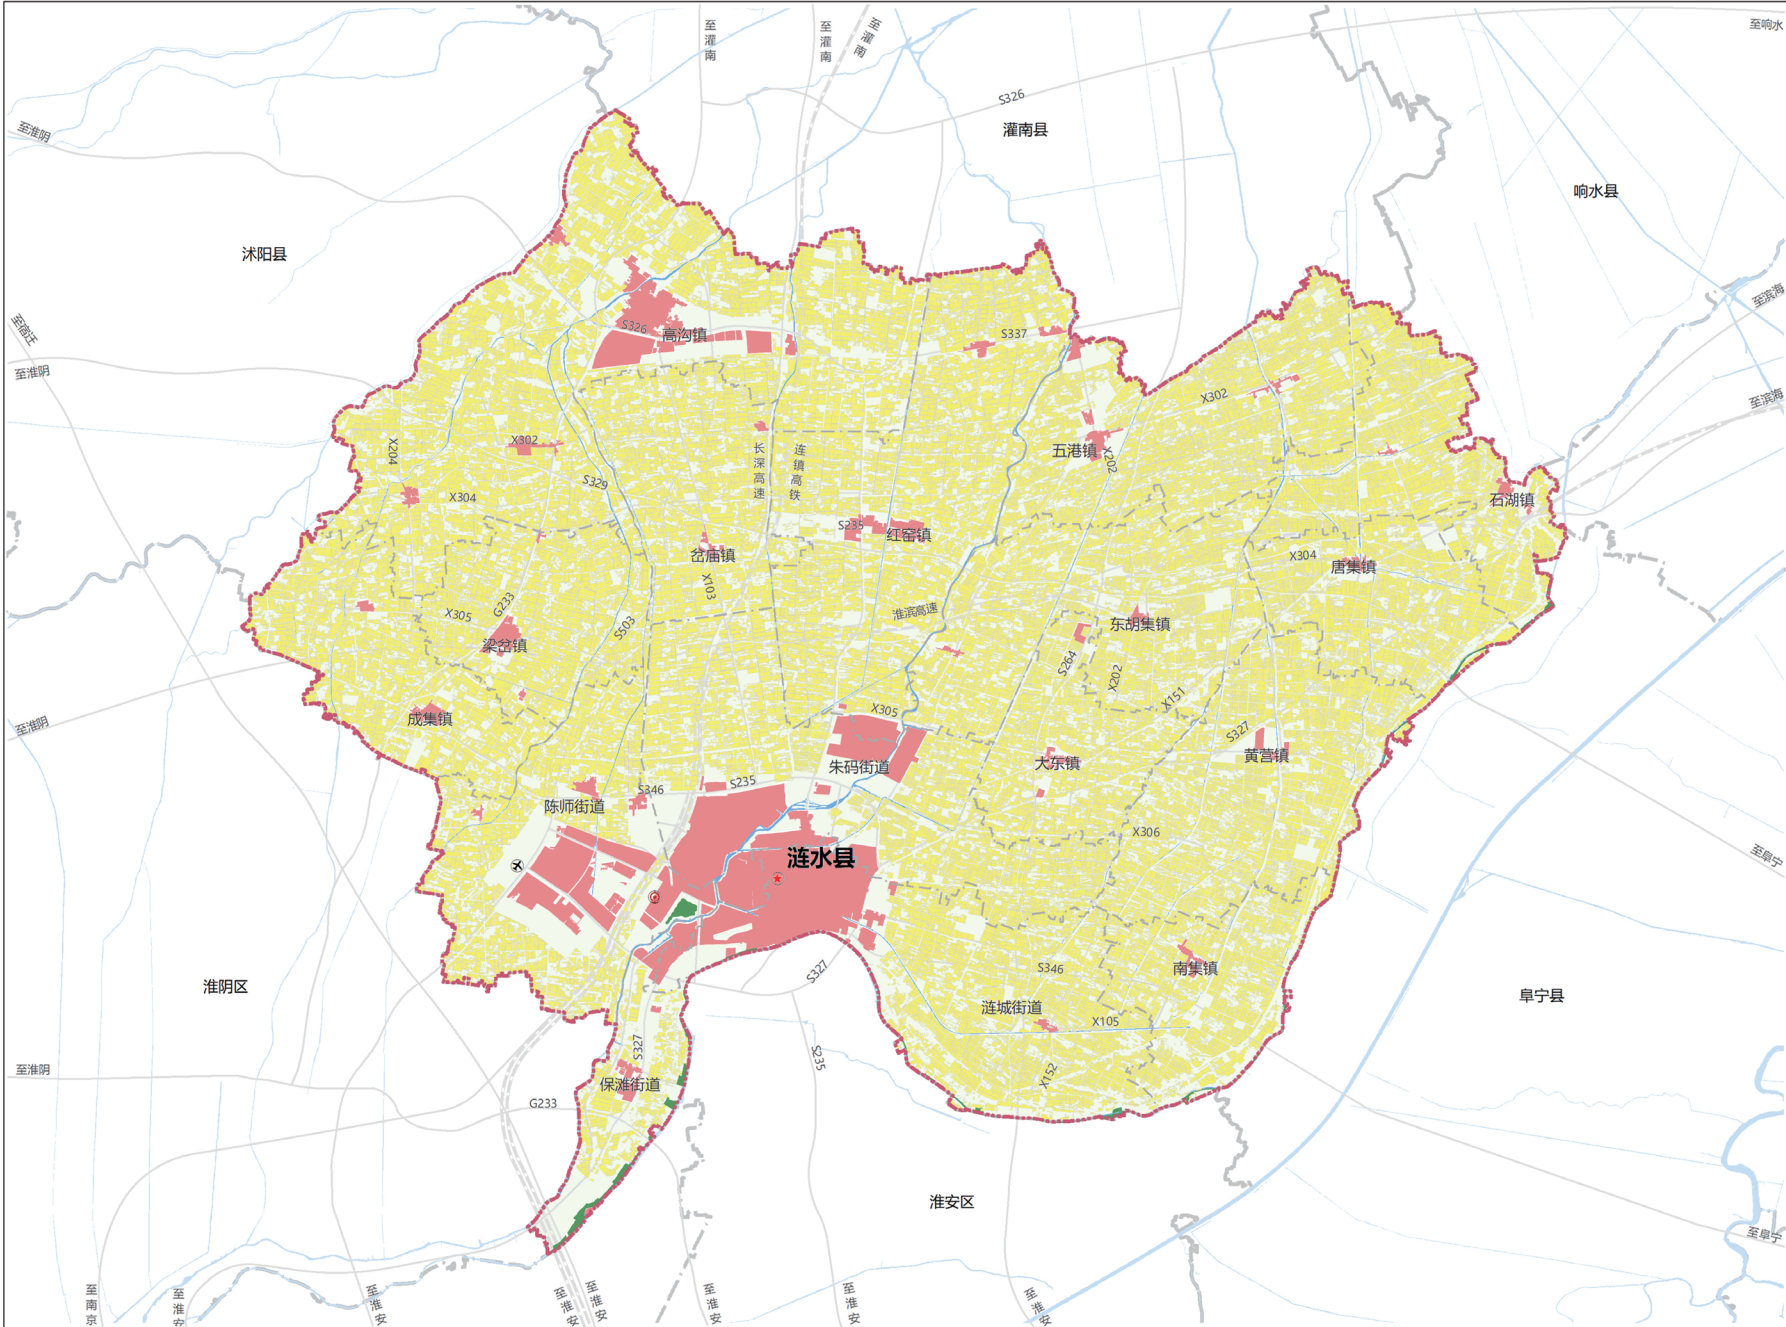 至灌南
至灌南
至灌南
至响水
S326
灌南县
至淮阴
响水县
沭阳县
至滨海
至宿迁
S326
高沟镇
S337
至淮阴
X302
至滨海
X204
X302
长深高速
连镇高铁
五港镇
X202
S329
X304
石湖镇
S235
红窑镇
岔庙镇
X304
唐集镇
X103
G233
X305
淮滨高速
东胡集镇
S503
梁岔镇
S264
X202
X151
成集镇
X305
至淮阴
S327
朱码街道
大东镇
黄营镇
S235
S346
陈师街道
X306
涟水县
至阜宁
S327
S346
南集镇
淮阴区
阜宁县
涟城街道
X105
S327
S235
至淮阴
保滩街道
X152
G233
淮安区
至阜宁
至南京
至淮安
至淮安
至淮安
至淮安
至淮安
至淮安
至淮安